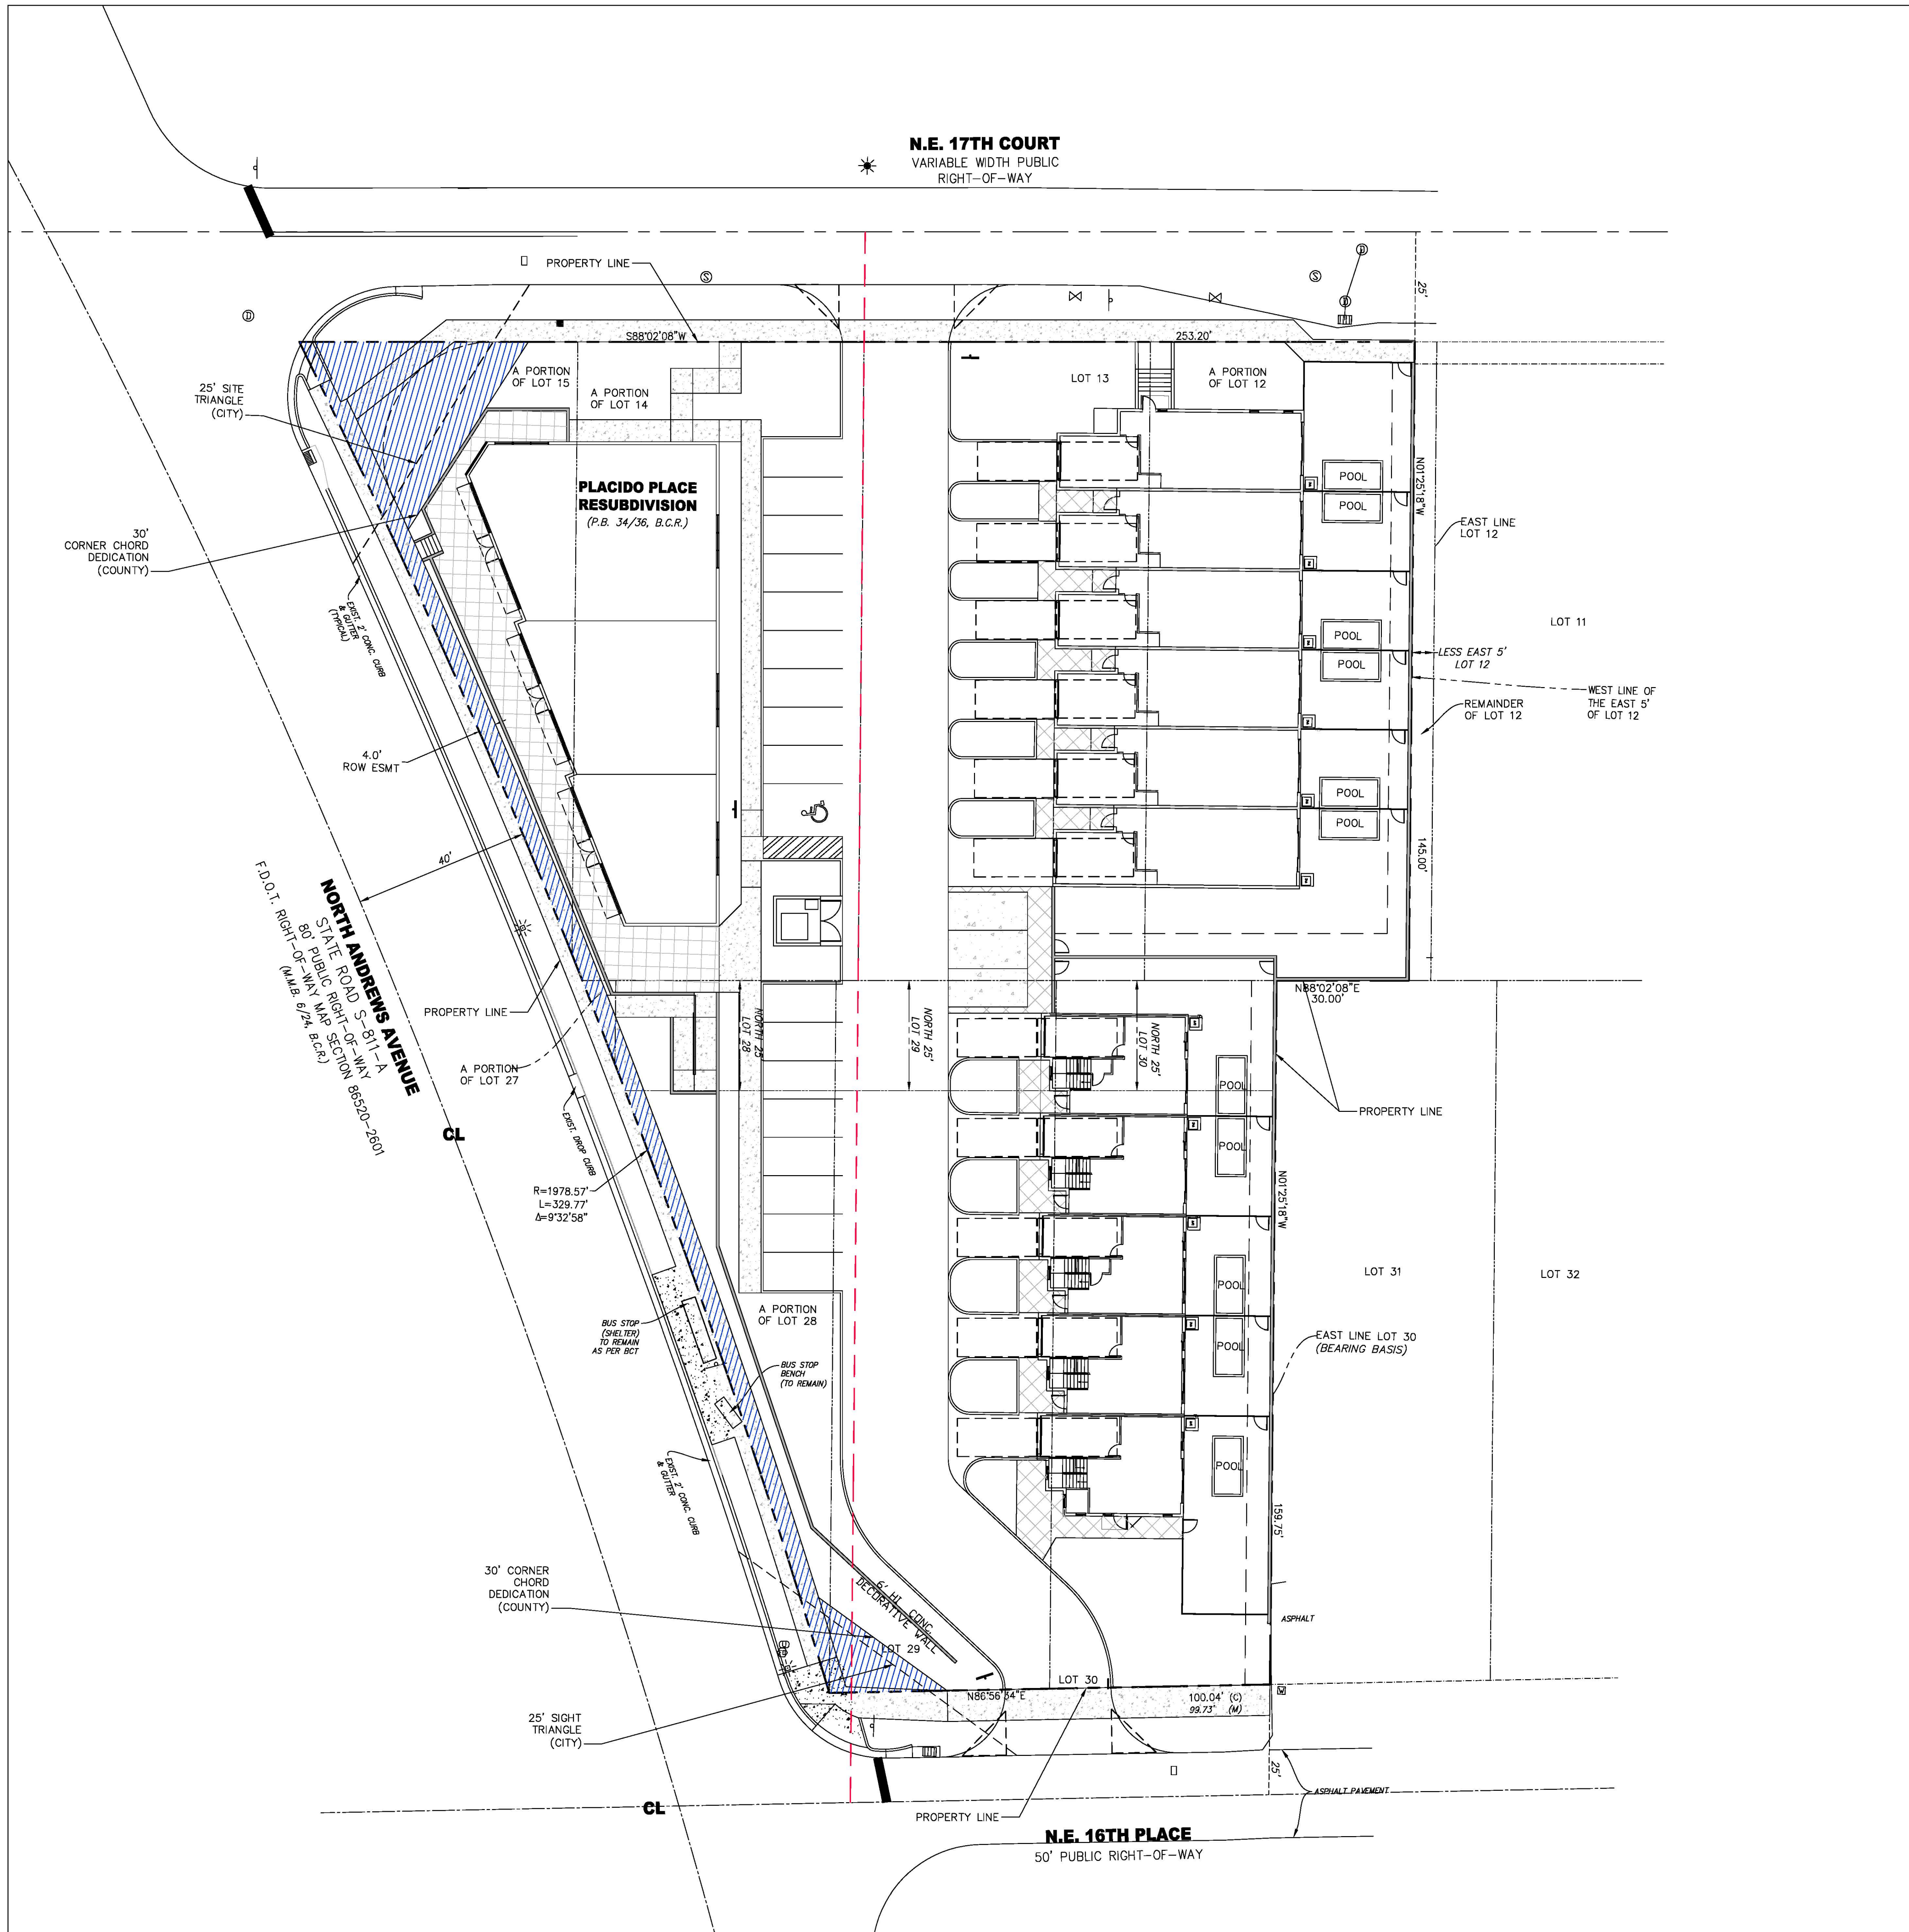 N.E. 17TH COURT
VARIABLE WIDTH PUBLIC
RIGHT-OF-WAY
PROPERTY LINE
S
S
D
D
D
25'
S88°02'08"W
253.20'
A PORTION
OF LOT 15
A PORTION
OF LOT 14
LOT 13
A PORTION
OF LOT 12
25' SITE
TRIANGLE
(CITY)
PLACIDO PLACE
RESUBDIVISION
(P.B. 34/36, B.C.R.)
POOL
POOL
N01°25'18"W
EAST LINE
LOT 12
30'
CORNER CHORD
DEDICATION
(COUNTY)
EXIST. 2' CONC. CURB
& GUTTER
(TYPICAL)
LOT 11
POOL
POOL
LESS EAST 5'
LOT 12
WEST LINE OF
THE EAST 5'
OF LOT 12
REMAINDER
OF LOT 12
4.0'
ROW ESMT
POOL
POOL
40'
145.00'
NORTH ANDREWS AVENUE
STATE ROAD S-811-A
80' PUBLIC RIGHT-OF-WAY
F.D.O.T. RIGHT-OF-WAY MAP SECTION 86520-2601
(M.M.B. 6/24, B.C.R.)
PROPERTY LINE
N88°02'08"E
30.00'
NORTH 25'
LOT 28
NORTH 25'
LOT 29
NORTH 25'
LOT 30
A PORTION
OF LOT 27
POOL
PROPERTY LINE
CL
EXIST. DROP CURB
POOL
R=1978.57'
L=329.77'
Δ=9°32'58"
N01°25'18"W
POOL
LOT 31
LOT 32
A PORTION
OF LOT 28
BUS STOP
(SHELTER)
TO REMAIN
AS PER BCT
POOL
EAST LINE LOT 30
(BEARING BASIS)
BUS STOP
BENCH
(TO REMAIN)
EXIST. 2' CONC. CURB
& GUTTER
POOL
159.75'
30' CORNER
CHORD
DEDICATION
(COUNTY)
6' HI. CONC.
DECORATIVE WALL
ASPHALT
LOT 29
LOT 30
N86°56'34"E
100.04' (C)
99.73' (M)
25' SIGHT
TRIANGLE
(CITY)
25'
ASPHALT PAVEMENT
CL
PROPERTY LINE
N.E. 16TH PLACE
50' PUBLIC RIGHT-OF-WAY